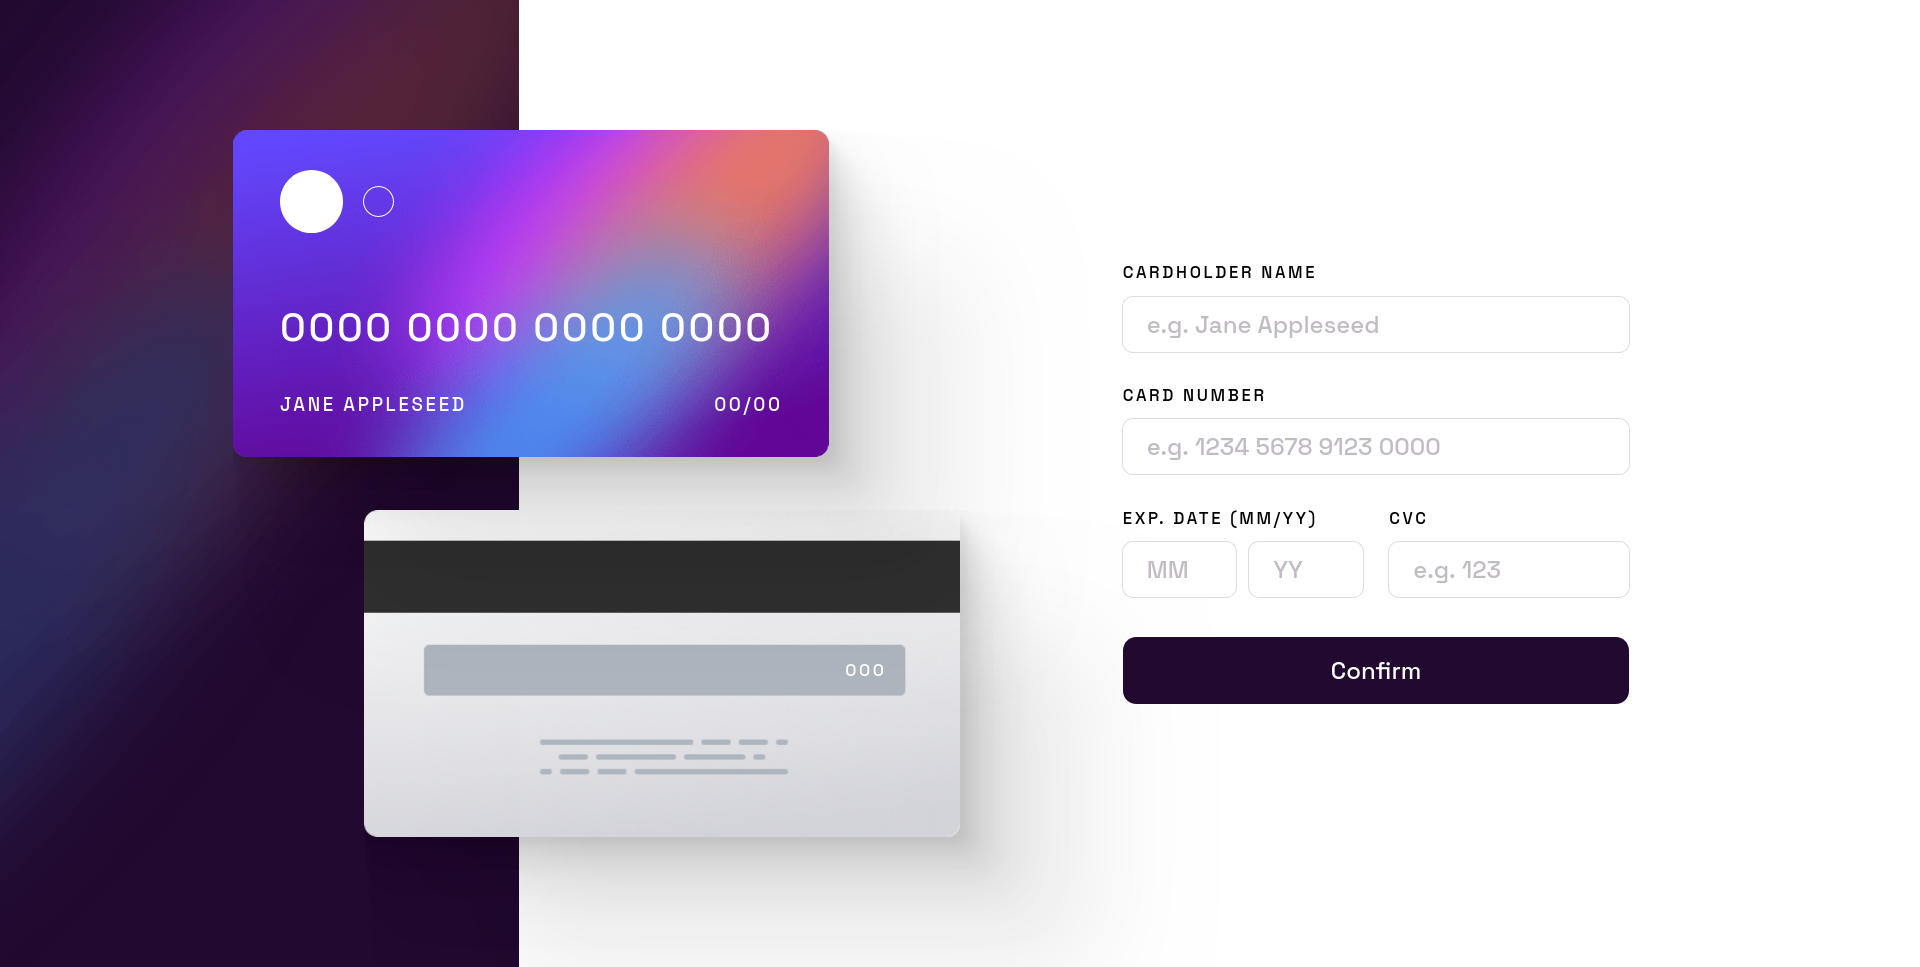 0000 0000 0000 0000
JANE APPLESEED 00/00
000
CARDHOLDER NAME
e.g. Jane Appleseed
CARD NUMBER
e.g. 1234 5678 9123 0000
EXP. DATE (MM/YY) CVC
MM YY e.g. 123
Confirm